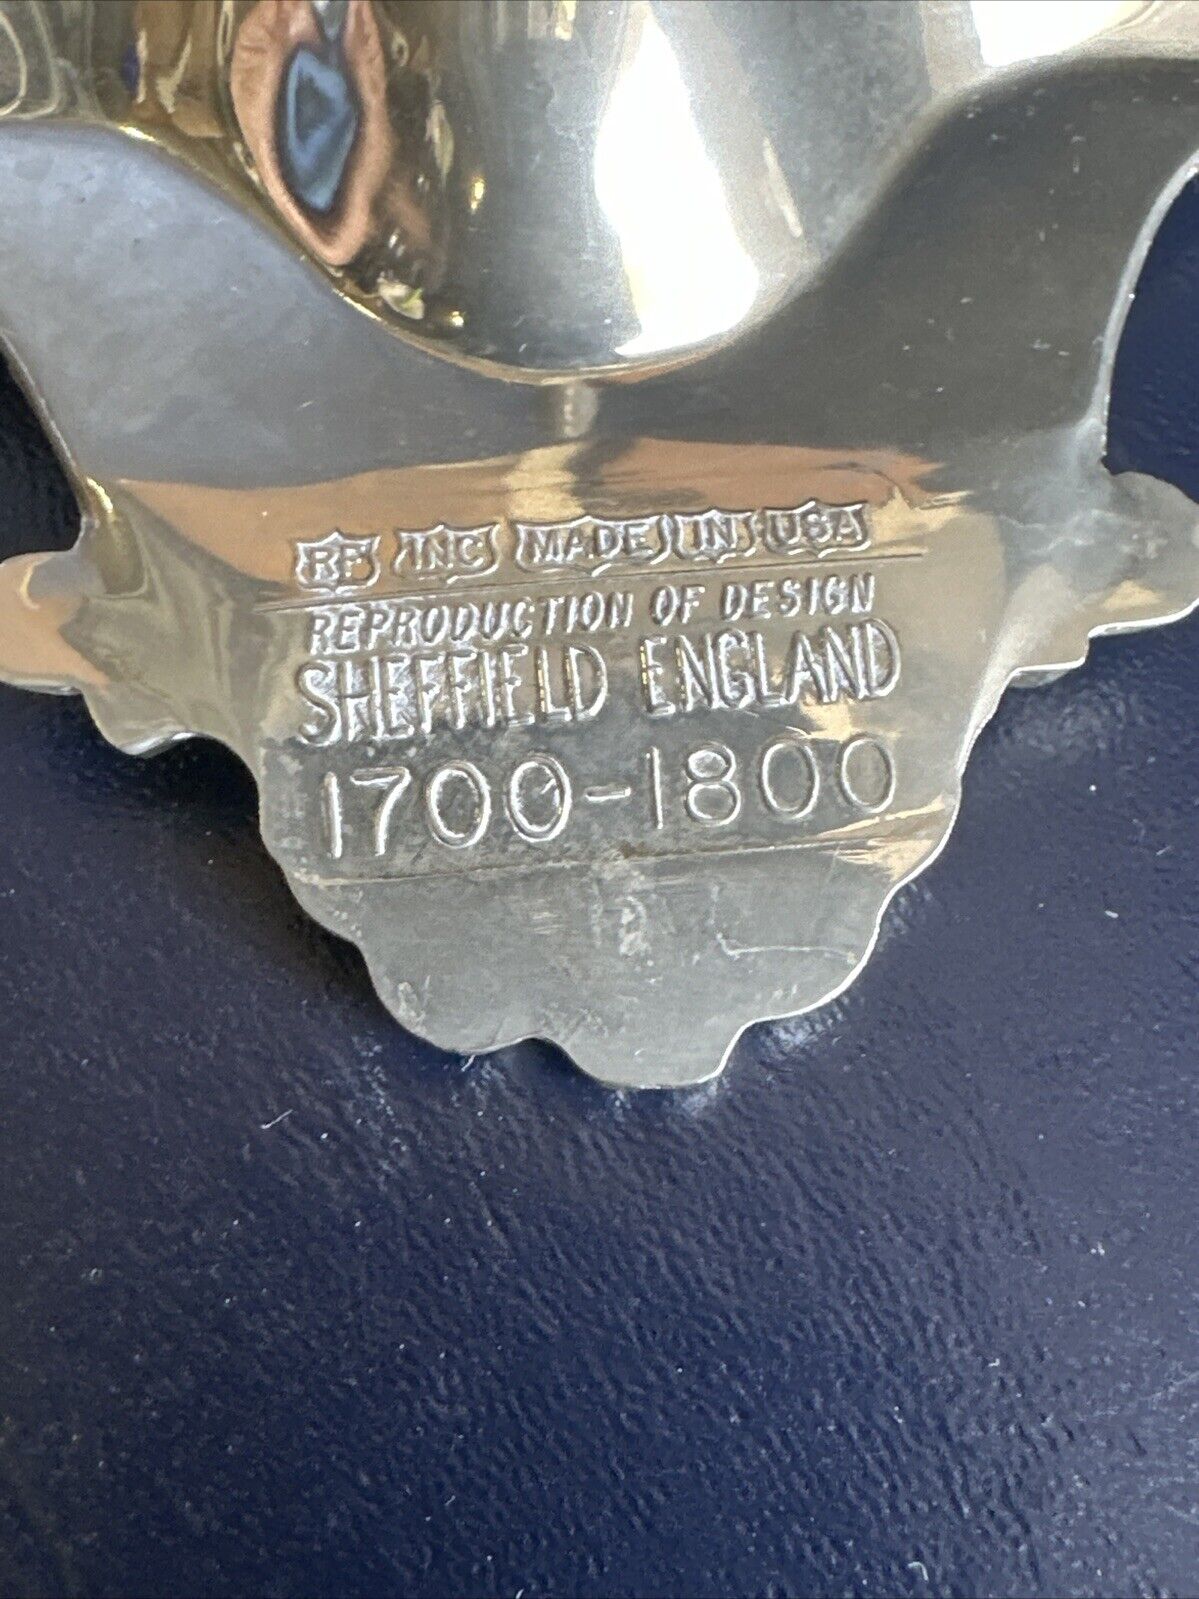 RF INC MADE IN USA
REPRODUCTION OF DESIGN
SHEFFIELD ENGLAND
1700-1800